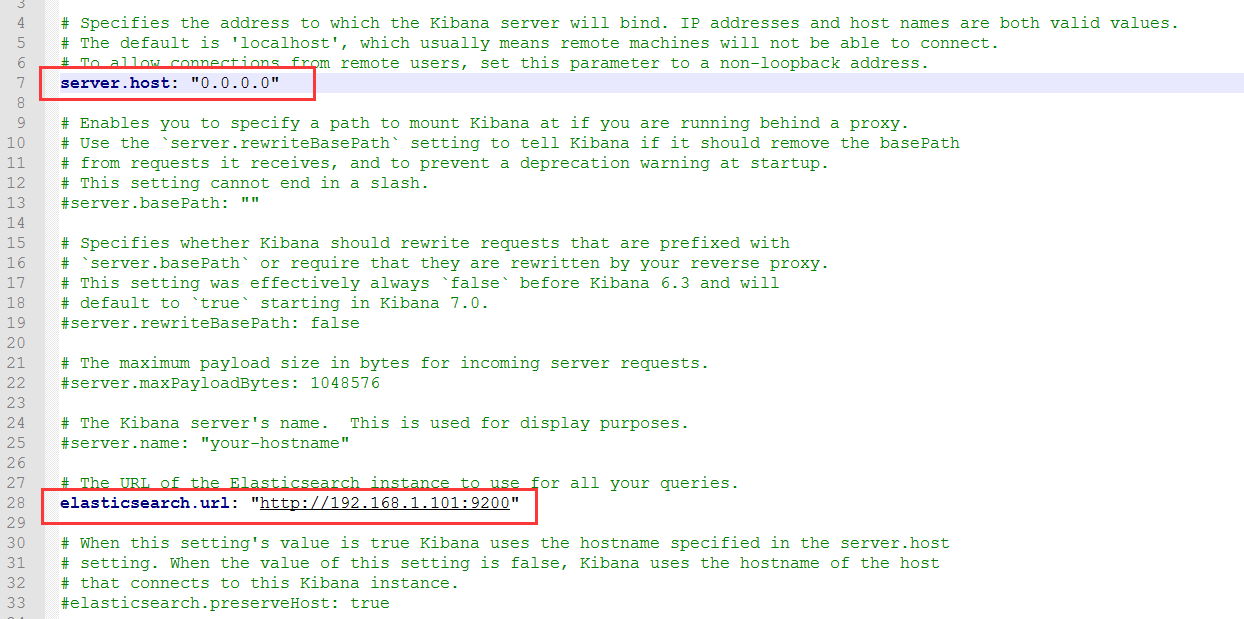 3
4 # Specifies the address to which the Kibana server will bind. IP addresses and host names are both valid values.
5 # The default is 'localhost', which usually means remote machines will not be able to connect.
6 # To allow connections from remote users, set this parameter to a non-loopback address.
7 server.host: "0.0.0.0"
8
9 # Enables you to specify a path to mount Kibana at if you are running behind a proxy.
10 # Use the `server.rewriteBasePath` setting to tell Kibana if it should remove the basePath
11 # from requests it receives, and to prevent a deprecation warning at startup.
12 # This setting cannot end in a slash.
13 #server.basePath: ""
14
15 # Specifies whether Kibana should rewrite requests that are prefixed with
16 # `server.basePath` or require that they are rewritten by your reverse proxy.
17 # This setting was effectively always `false` before Kibana 6.3 and will
18 # default to `true` starting in Kibana 7.0.
19 #server.rewriteBasePath: false
20
21 # The maximum payload size in bytes for incoming server requests.
22 #server.maxPayloadBytes: 1048576
23
24 # The Kibana server's name.  This is used for display purposes.
25 #server.name: "your-hostname"
26
27 # The URL of the Elasticsearch instance to use for all your queries.
28 elasticsearch.url: "http://192.168.1.101:9200"
29
30 # When this setting's value is true Kibana uses the hostname specified in the server.host
31 # setting. When the value of this setting is false, Kibana uses the hostname of the host
32 # that connects to this Kibana instance.
33 #elasticsearch.preserveHost: true